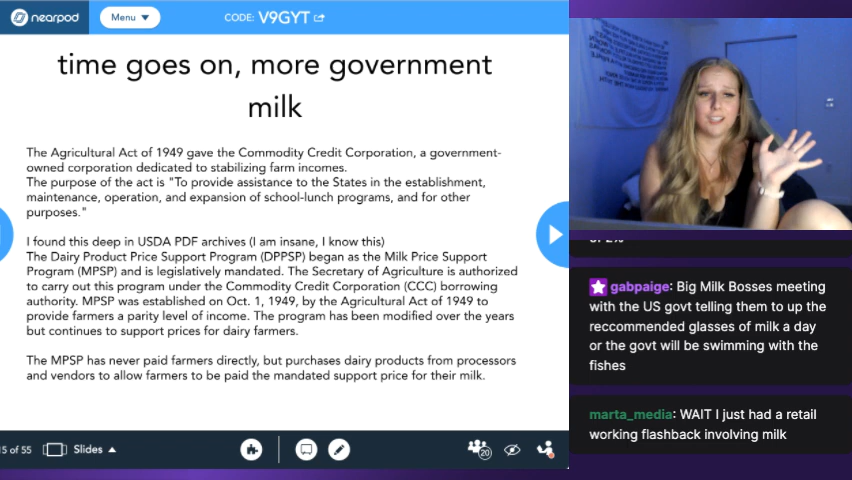 nearpod
Menu
CODE: V9GYT
time goes on, more government
milk
The Agricultural Act of 1949 gave the Commodity Credit Corporation, a government-
owned corporation dedicated to stabilizing farm incomes.
The purpose of the act is "To provide assistance to the States in the establishment,
maintenance, operation, and expansion of school-lunch programs, and for other
purposes."
I found this deep in USDA PDF archives (I am insane, I know this)
The Dairy Product Price Support Program (DPPSP) began as the Milk Price Support
Program (MPSP) and is legislatively mandated. The Secretary of Agriculture is authorized
to carry out this program under the Commodity Credit Corporation (CCC) borrowing
authority. MPSP was established on Oct. 1, 1949, by the Agricultural Act of 1949 to
provide farmers a parity level of income. The program has been modified over the years
but continues to support prices for dairy farmers.
The MPSP has never paid farmers directly, but purchases dairy products from processors
and vendors to allow farmers to be paid the mandated support price for their milk.
15 of 55
Slides
20
gabpaige: Big Milk Bosses meeting
with the US govt telling them to up the
reccommended glasses of milk a day
or the govt will be swimming with the
fishes
marta_media: WAIT I just had a retail
working flashback involving milk